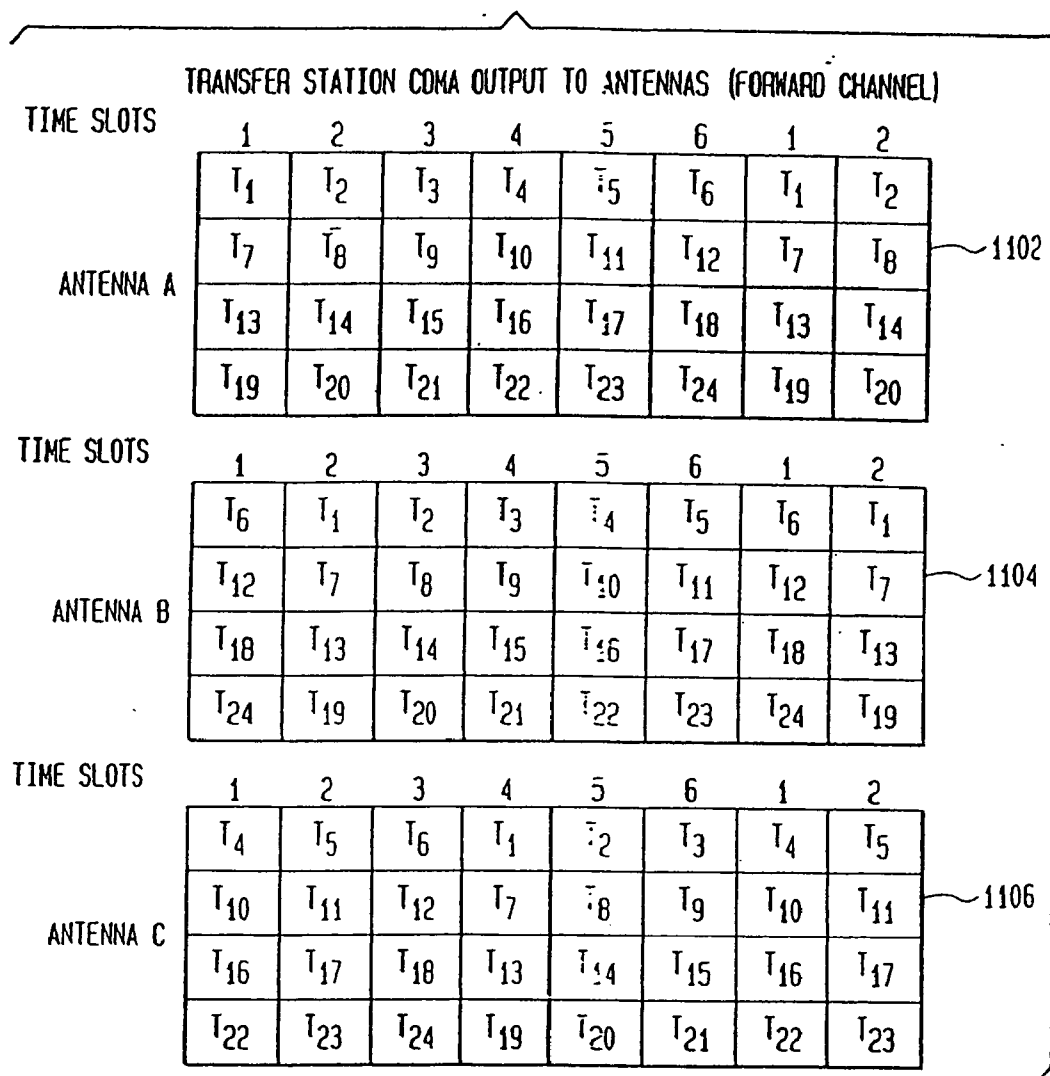 TRANSFER STATION CDMA OUTPUT TO ANTENNAS (FORWARD CHANNEL)
TIME SLOTS
1 2 3 4 5 6 1 2
T1 T2 T3 T4 T5 T6 T1 T2
T7 T8 T9 T10 T11 T12 T7 T8
1102
ANTENNA A
T13 T14 T15 T16 T17 T18 T13 T14
T19 T20 T21 T22 T23 T24 T19 T20
TIME SLOTS
1 2 3 4 5 6 1 2
T6 T1 T2 T3 T4 T5 T6 T1
T12 T7 T8 T9 T10 T11 T12 T7
1104
ANTENNA B
T18 T13 T14 T15 T16 T17 T18 T13
T24 T19 T20 T21 T22 T23 T24 T19
TIME SLOTS
1 2 3 4 5 6 1 2
T4 T5 T6 T1 T2 T3 T4 T5
T10 T11 T12 T7 T8 T9 T10 T11
1106
ANTENNA C
T16 T17 T18 T13 T14 T15 T16 T17
T22 T23 T24 T19 T20 T21 T22 T23